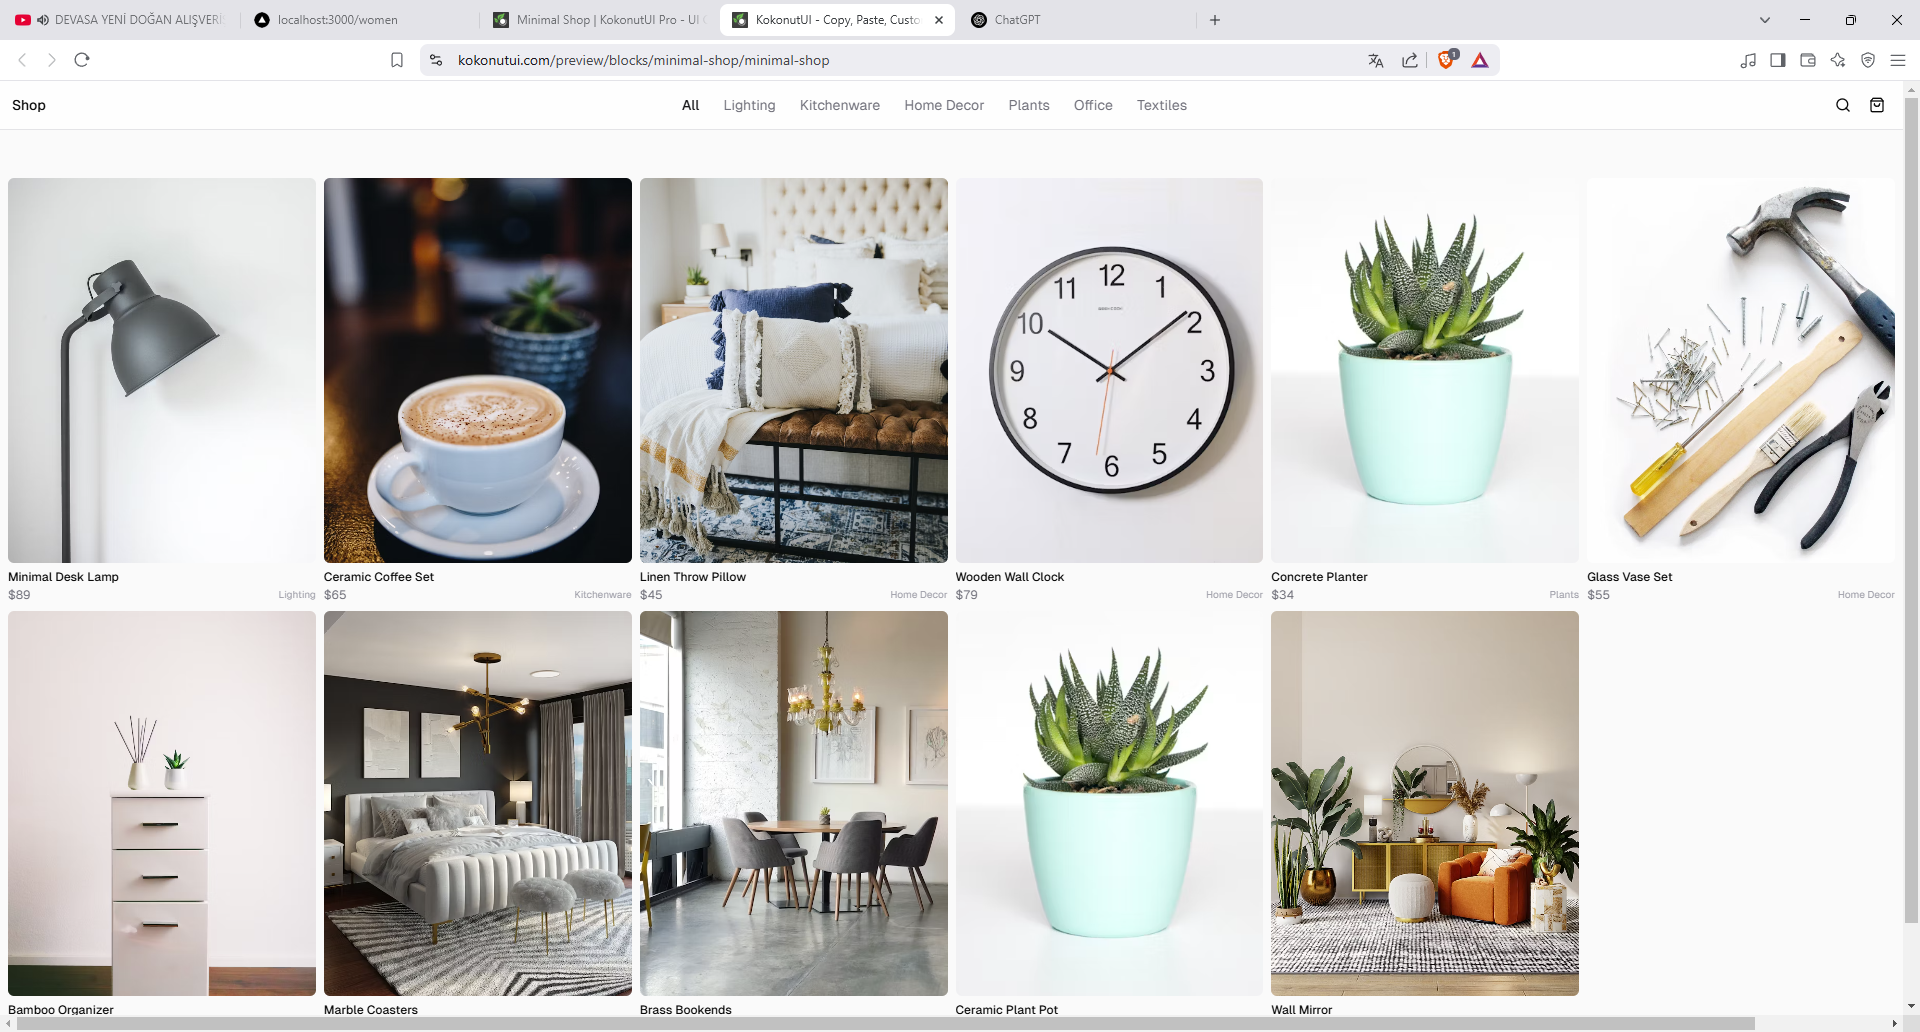 DEVASA YENİ DOĞAN ALIŞVERİŞ
localhost:3000/women
Minimal Shop | KokonutUI Pro - UI
KokonutUI - Copy, Paste, Custo
ChatGPT
kokonutui.com/preview/blocks/minimal-shop/minimal-shop
1
Shop
All
Lighting
Kitchenware
Home Decor
Plants
Office
Textiles
12
11
1
10
2
9
3
8
4
7
5
6
Minimal Desk Lamp
$89
Lighting
Ceramic Coffee Set
$65
Kitchenware
Linen Throw Pillow
$45
Home Decor
Wooden Wall Clock
$79
Home Decor
Concrete Planter
$34
Plants
Glass Vase Set
$55
Home Decor
Bamboo Organizer
Marble Coasters
Brass Bookends
Ceramic Plant Pot
Wall Mirror